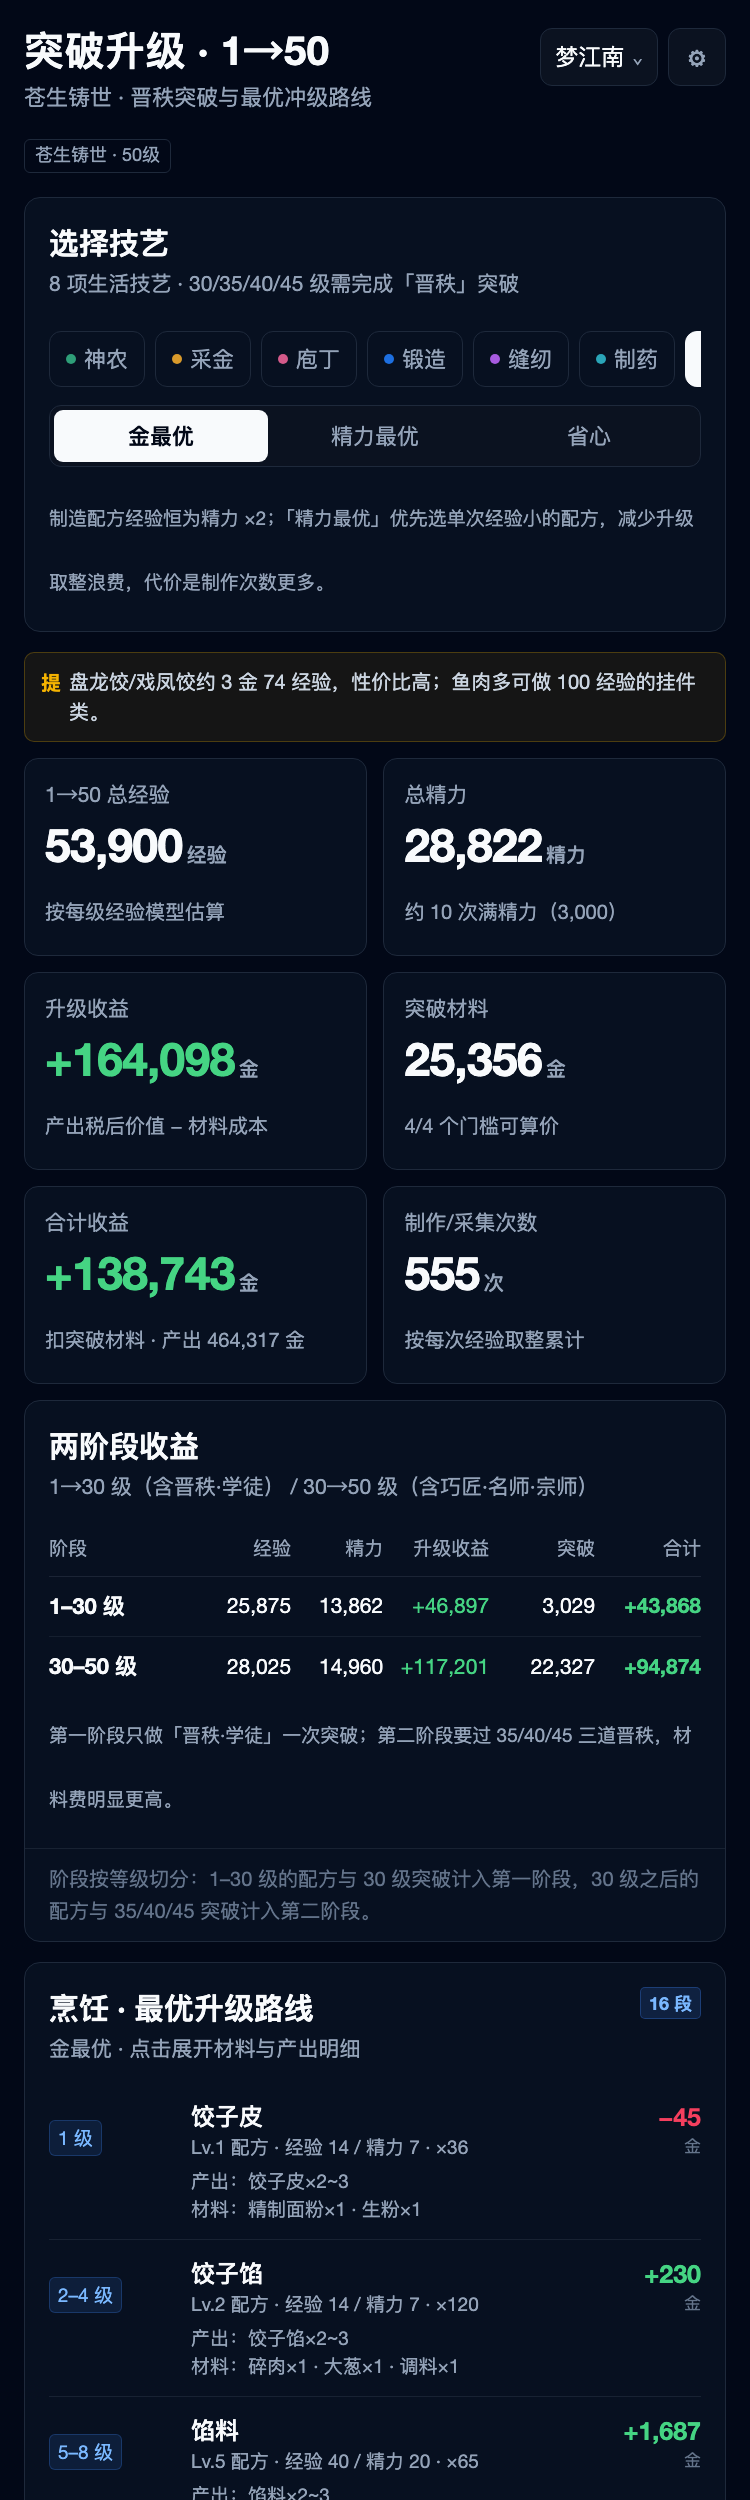 突破升级 · 1→50
梦江南
苍生铸世 · 晋秩突破与最优冲级路线
苍生铸世 · 50级
选择技艺
8 项生活技艺 · 30/35/40/45 级需完成「晋秩」突破
神农 采金 庖丁 锻造 缝纫 制药
金最优 精力最优 省心
制造配方经验恒为精力 ×2；「精力最优」优先选单次经验小的配方，减少升级
取整浪费，代价是制作次数更多。
提 盘龙饺/戏凤饺约 3 金 74 经验，性价比高；鱼肉多可做 100 经验的挂件
类。
1→50 总经验
53,900 经验
按每级经验模型估算
总精力
28,822 精力
约 10 次满精力（3,000）
升级收益
+164,098 金
产出税后价值 − 材料成本
突破材料
25,356 金
4/4 个门槛可算价
合计收益
+138,743 金
扣突破材料 · 产出 464,317 金
制作/采集次数
555 次
按每次经验取整累计
两阶段收益
1→30 级（含晋秩·学徒） / 30→50 级（含巧匠·名师·宗师）
阶段 经验 精力 升级收益 突破 合计
1–30 级 25,875 13,862 +46,897 3,029 +43,868
30–50 级 28,025 14,960 +117,201 22,327 +94,874
第一阶段只做「晋秩·学徒」一次突破；第二阶段要过 35/40/45 三道晋秩，材
料费明显更高。
阶段按等级切分：1–30 级的配方与 30 级突破计入第一阶段，30 级之后的
配方与 35/40/45 突破计入第二阶段。
烹饪 · 最优升级路线
16 段
金最优 · 点击展开材料与产出明细
1 级
饺子皮
−45
Lv.1 配方 · 经验 14 / 精力 7 · ×36
金
产出：饺子皮×2~3
材料：精制面粉×1 · 生粉×1
2–4 级
饺子馅
+230
Lv.2 配方 · 经验 14 / 精力 7 · ×120
金
产出：饺子馅×2~3
材料：碎肉×1 · 大葱×1 · 调料×1
5–8 级
馅料
+1,687
Lv.5 配方 · 经验 40 / 精力 20 · ×65
金
产出：馅料×2~3